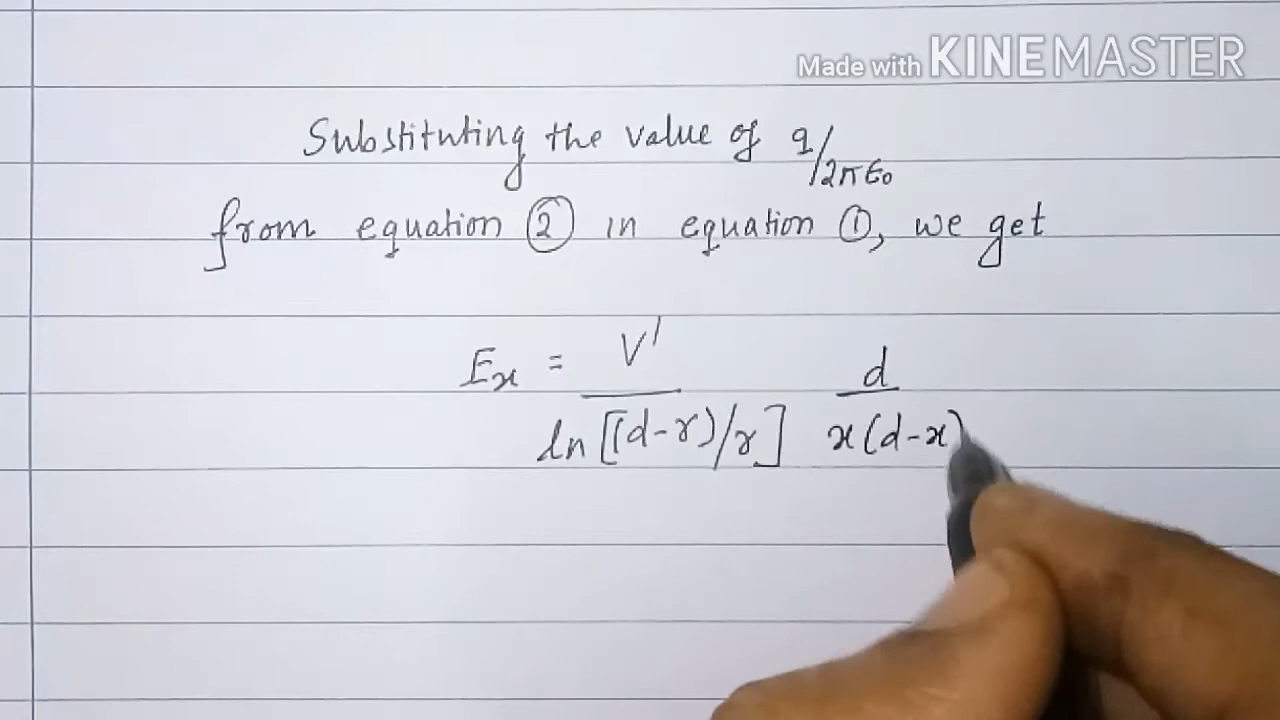 Made with KINEMASTER
Substituting the value of q/2πε₀
from equation ② in equation ①, we get
Eₓ = V' / ln[(d-r)/r] d / x(d-x)